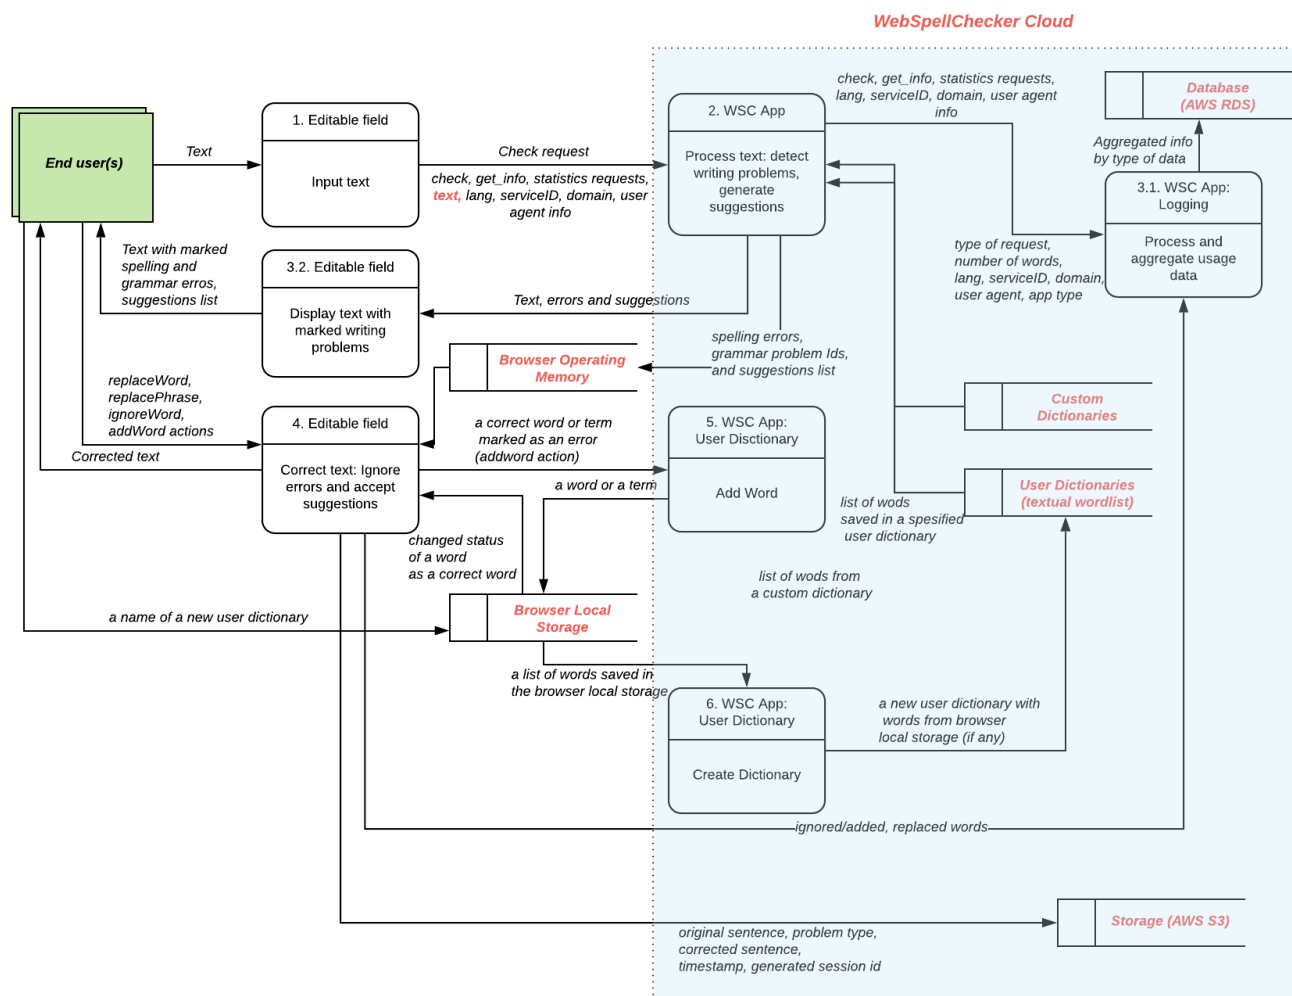 WebSpellChecker Cloud
End user(s)
Text
1. Editable field
Input text
Check request
check, get_info, statistics requests,
text, lang, serviceID, domain, user
agent info
2. WSC App
Process text: detect
writing problems,
generate
suggestions
check, get_info, statistics requests,
lang, serviceID, domain, user agent
info
Database
(AWS RDS)
Aggregated info
by type of data
3.1. WSC App:
Logging
Process and
aggregate usage
data
type of request,
number of words,
lang, serviceID, domain,
user agent, app type
Text with marked
spelling and
grammar erros,
suggestions list
3.2. Editable field
Display text with
marked writing
problems
Text, errors and suggestions
spelling errors,
grammar problem Ids,
and suggestions list
Browser Operating
Memory
replaceWord,
replacePhrase,
ignoreWord,
addWord actions
Corrected text
4. Editable field
Correct text: Ignore
errors and accept
suggestions
a correct word or term
marked as an error
(addword action)
5. WSC App:
User Disctionary
Add Word
a word or a term
Custom
Dictionaries
User Dictionaries
(textual wordlist)
list of wods
saved in a spesified
user dictionary
list of wods from
a custom dictionary
changed status
of a word
as a correct word
a name of a new user dictionary
Browser Local
Storage
a list of words saved in
the browser local storage
6. WSC App:
User Dictionary
Create Dictionary
a new user dictionary with
words from browser
local storage (if any)
ignored/added, replaced words
Storage (AWS S3)
original sentence, problem type,
corrected sentence,
timestamp, generated session id